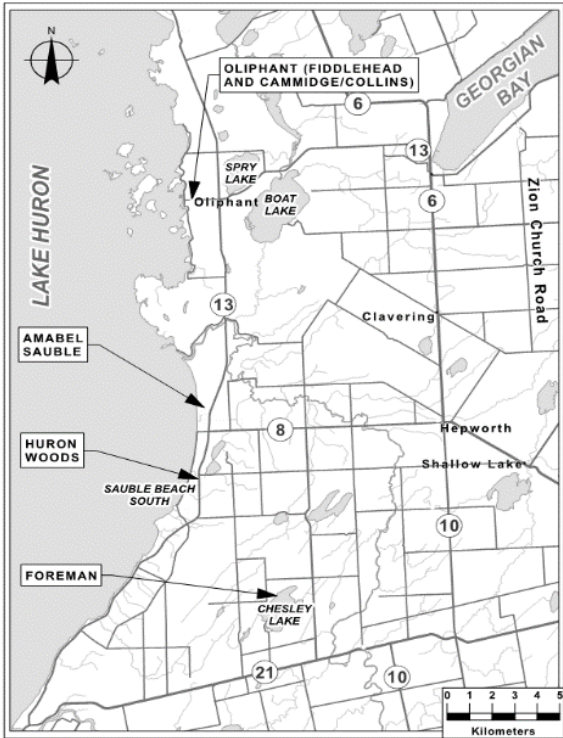 N
OLIPHANT (FIDDLEHEAD
AND CAMMIDGE/COLLINS)
6
GEORGIAN
BAY
13
SPRY
LAKE
Oliphant
BOAT
LAKE
6
Zion Church Road
LAKE HURON
13
Clavering
AMABEL
SAUBLE
8
Hepworth
HURON
WOODS
Shallow Lake
SAUBLE BEACH
SOUTH
10
FOREMAN
CHESLEY
LAKE
21
10
0 1 2 3 4 5
Kilometers